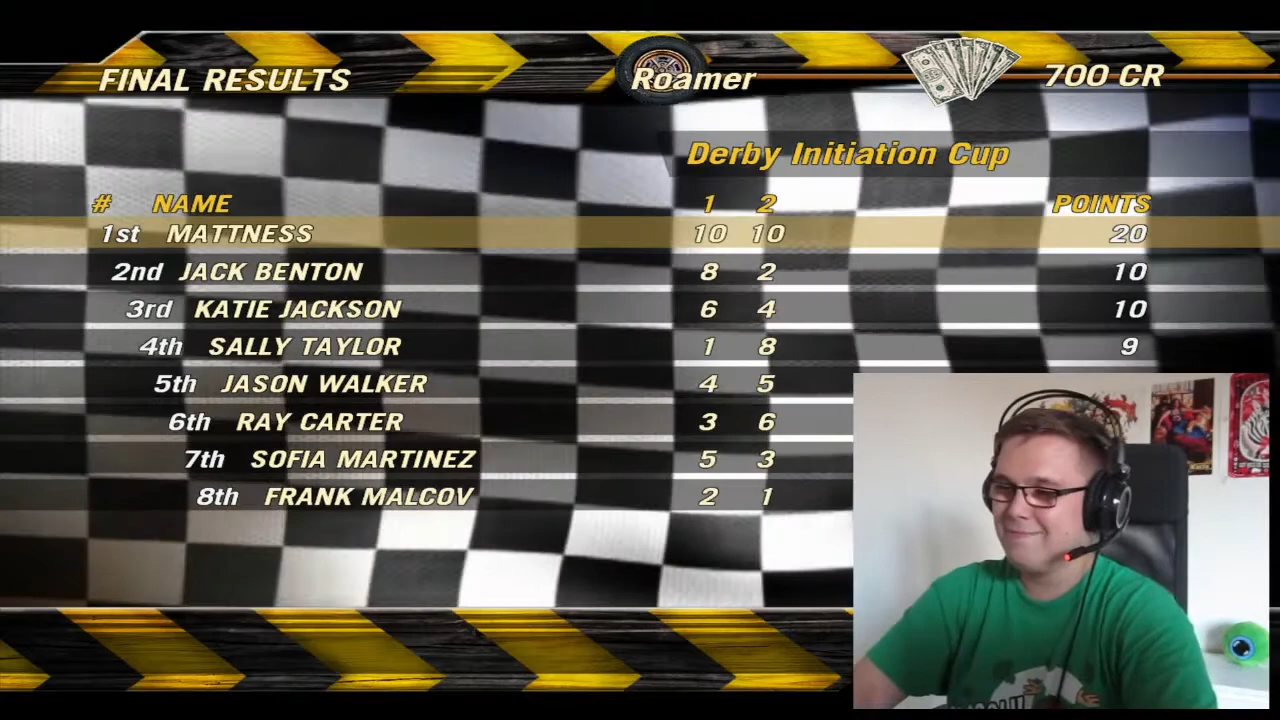 FINAL RESULTS Roamer 700 CR
Derby Initiation Cup
# NAME 1 2 POINTS
1st MATTNESS 10 10 20
2nd JACK BENTON 8 2 10
3rd KATIE JACKSON 6 4 10
4th SALLY TAYLOR 1 8 9
5th JASON WALKER 4 5
6th RAY CARTER 3 6
7th SOFIA MARTINEZ 5 3
8th FRANK MALCOV 2 1